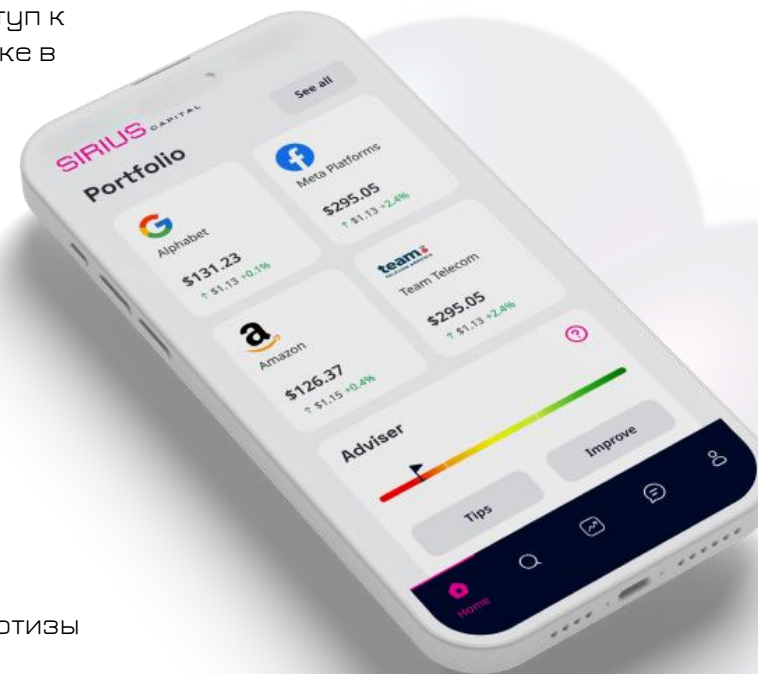 туп к
ке в
SIRIUS CAPITAL
See all
Portfolio
Alphabet
$131.23
↑ $1.13 +0.1%
Meta Platforms
$295.05
↑ $1.13 +2.4%
Amazon
$126.37
↑ $1.15 +0.4%
team
Team Telecom
$295.05
↑ $1.13 +2.4%
Adviser
?
Tips
Improve
Home
ртизы